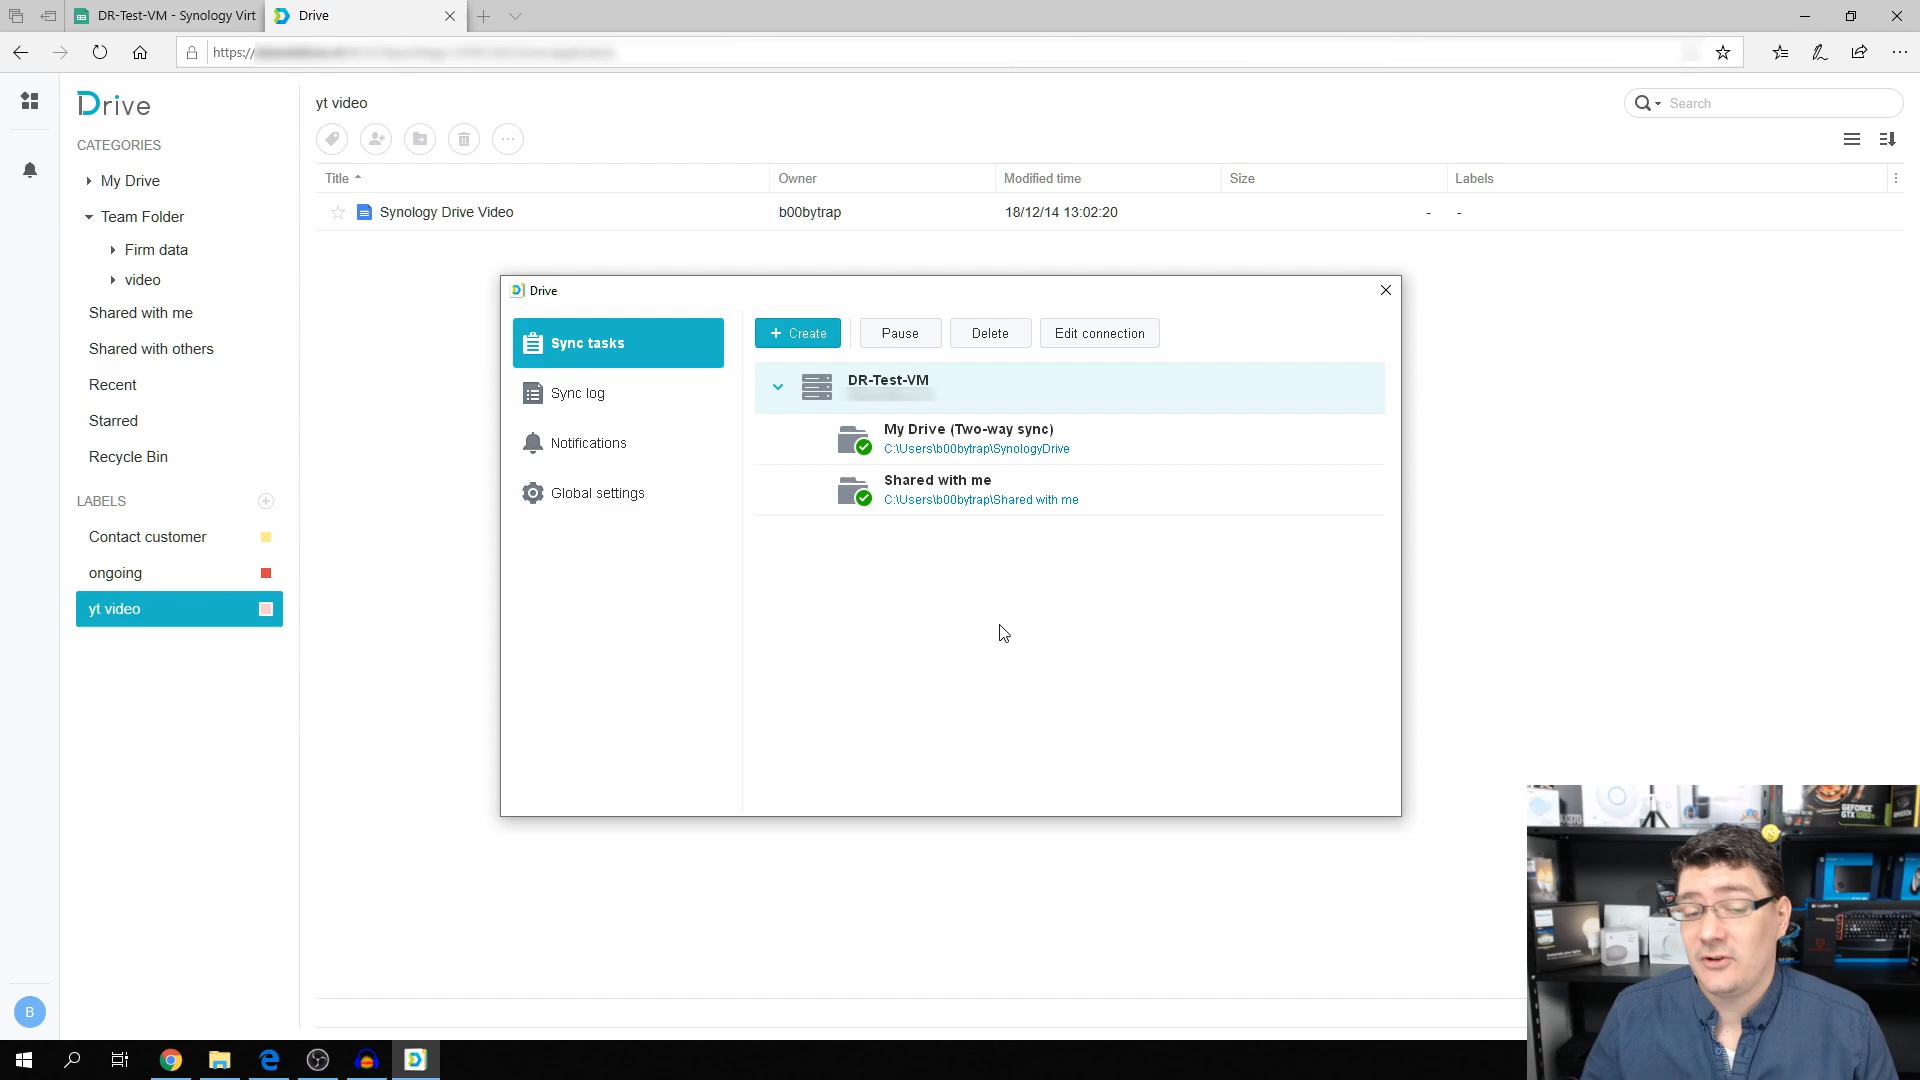 DR-Test-VM - Synology Virt
Drive
https://
Drive
CATEGORIES
My Drive
Team Folder
Firm data
video
Shared with me
Shared with others
Recent
Starred
Recycle Bin
LABELS
Contact customer
ongoing
yt video
B
yt video
Search
Title
Owner
Modified time
Size
Labels
Synology Drive Video
b00bytrap
18/12/14 13:02:20
-
-
Drive
Sync tasks
Sync log
Notifications
Global settings
+ Create
Pause
Delete
Edit connection
DR-Test-VM
My Drive (Two-way sync)
C:\Users\b00bytrap\SynologyDrive
Shared with me
C:\Users\b00bytrap\Shared with me
GEFORCE